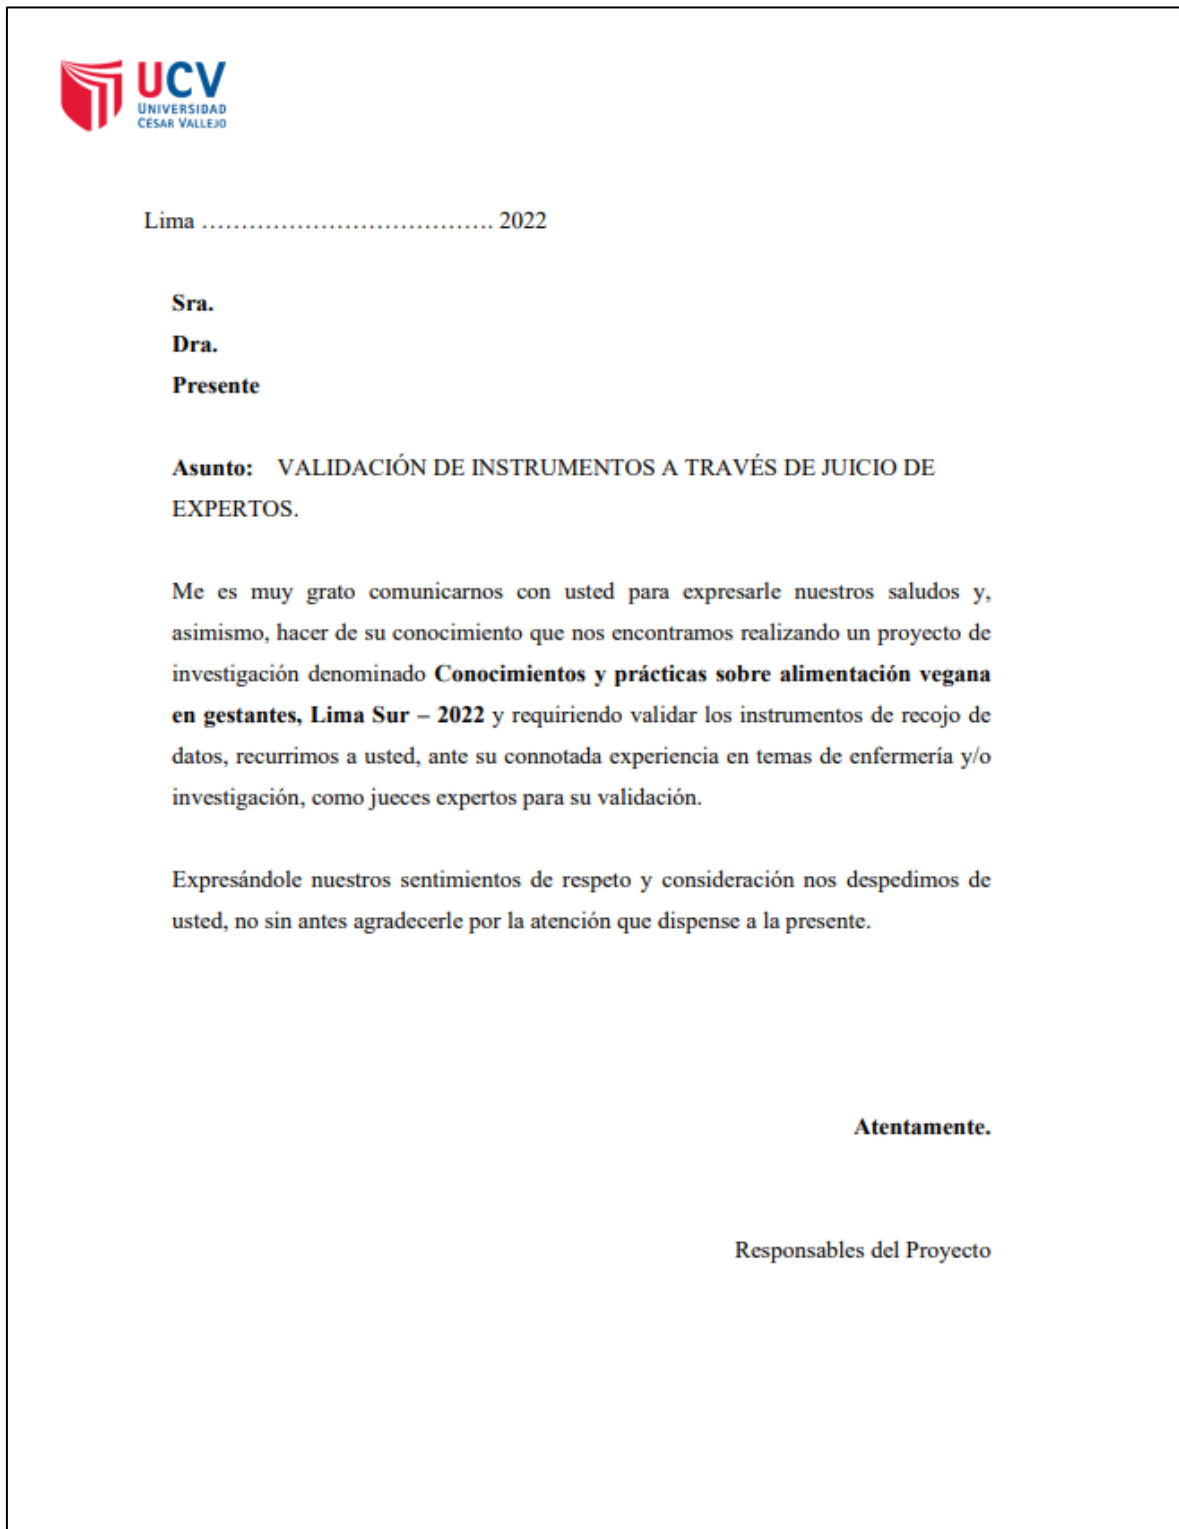 UCV
UNIVERSIDAD
CÉSAR VALLEJO
Lima ………………………………. 2022
Sra.
Dra.
Presente
Asunto: VALIDACIÓN DE INSTRUMENTOS A TRAVÉS DE JUICIO DE
EXPERTOS.
Me es muy grato comunicarnos con usted para expresarle nuestros saludos y,
asimismo, hacer de su conocimiento que nos encontramos realizando un proyecto de
investigación denominado Conocimientos y prácticas sobre alimentación vegana
en gestantes, Lima Sur – 2022 y requiriendo validar los instrumentos de recojo de
datos, recurrimos a usted, ante su connotada experiencia en temas de enfermería y/o
investigación, como jueces expertos para su validación.
Expresándole nuestros sentimientos de respeto y consideración nos despedimos de
usted, no sin antes agradecerle por la atención que dispense a la presente.
Atentamente.
Responsables del Proyecto